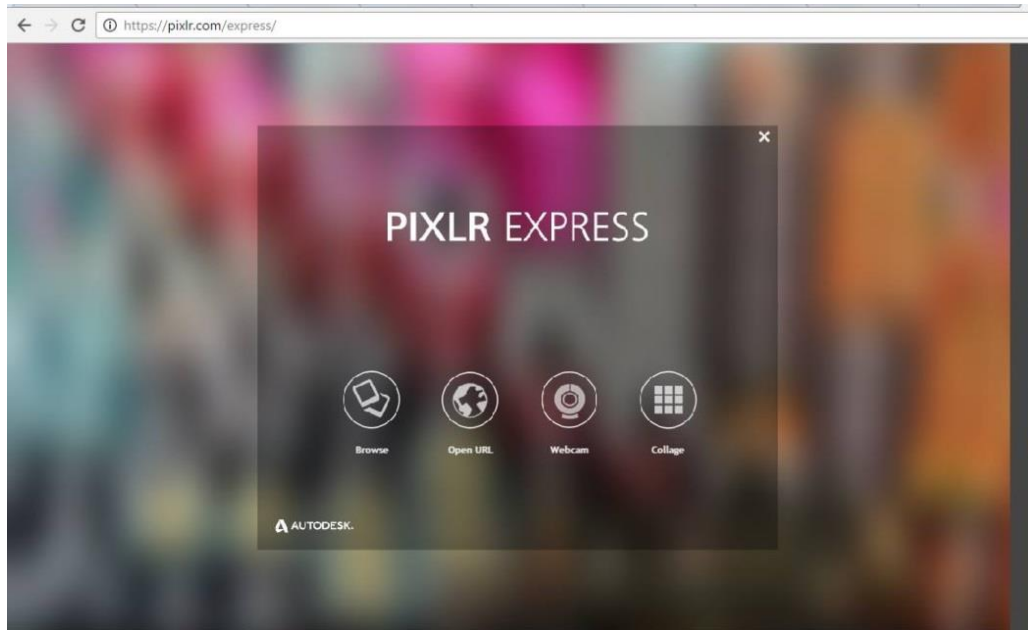 https://pixlr.com/express/
PIXLR EXPRESS
Browse Open URL Webcam Collage
AUTODESK.